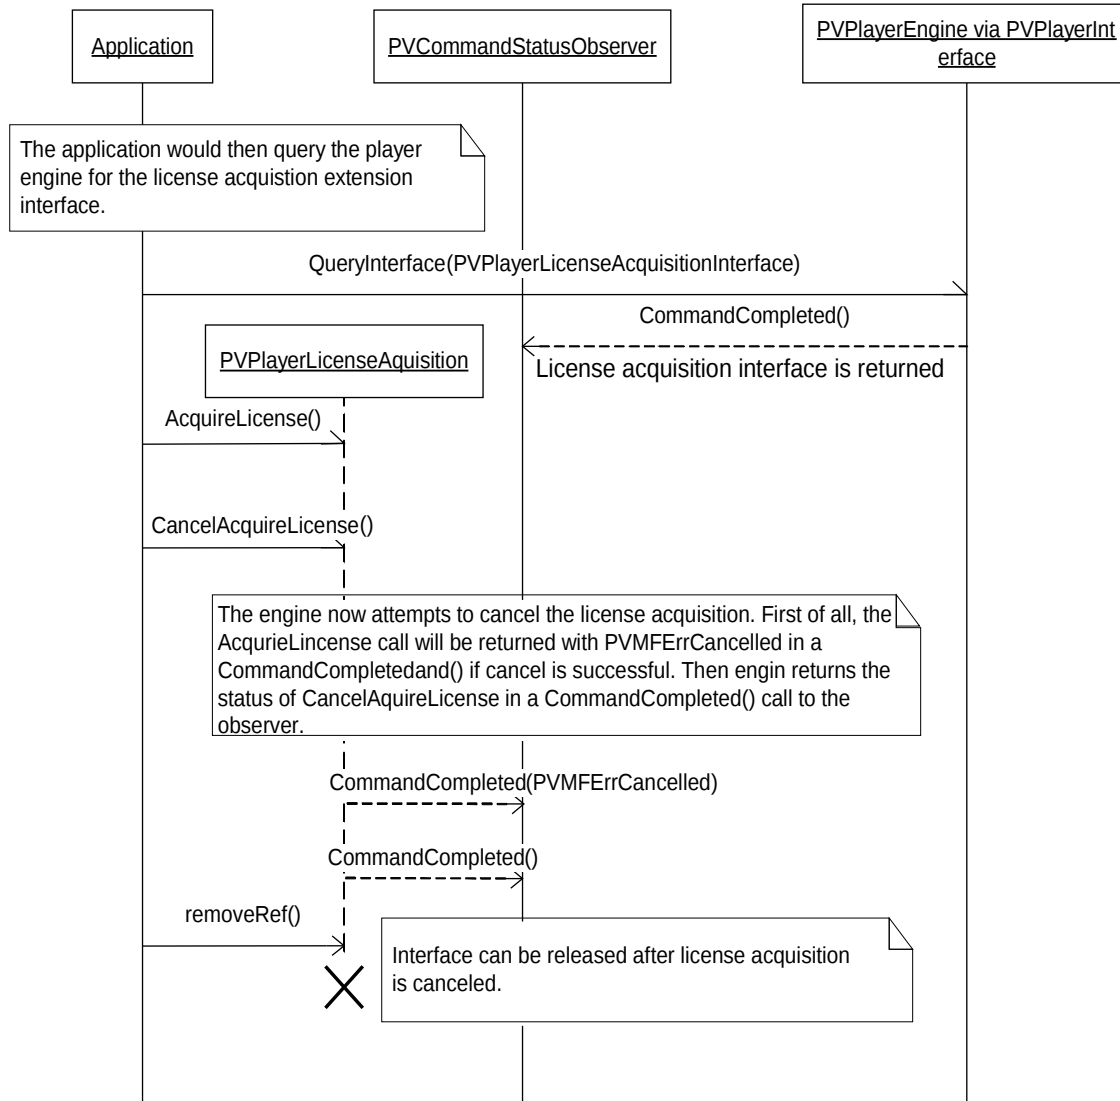 Application
PVCommandStatusObserver
PVPlayerEngine via PVPlayerInt
erface
The application would then query the player
engine for the license acquistion extension
interface.
QueryInterface(PVPlayerLicenseAcquisitionInterface)
CommandCompleted()
PVPlayerLicenseAquisition
License acquisition interface is returned
AcquireLicense()
CancelAcquireLicense()
The engine now attempts to cancel the license acquisition. First of all, the
AcqurieLincense call will be returned with PVMFErrCancelled in a
CommandCompletedand() if cancel is successful. Then engin returns the
status of CancelAquireLicense in a CommandCompleted() call to the
observer.
CommandCompleted(PVMFErrCancelled)
CommandCompleted()
removeRef()
Interface can be released after license acquisition
is canceled.